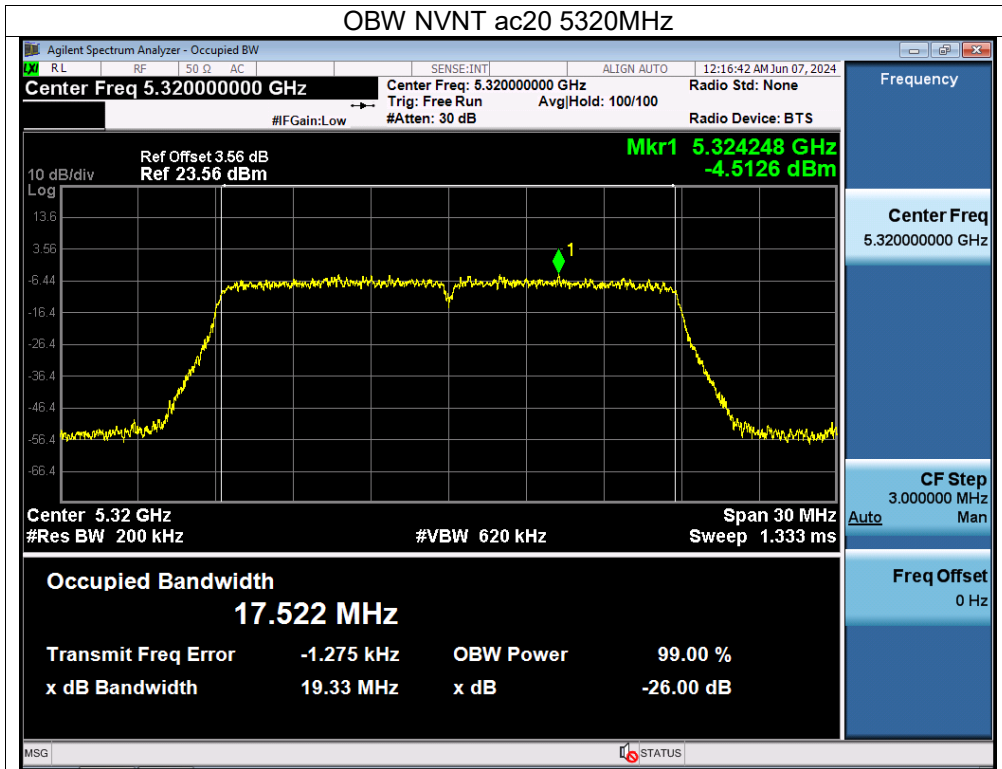 OBW NVNT ac20 5320MHz
Agilent Spectrum Analyzer - Occupied BW
LXI RL RF 50 Ω AC SENSE:INT ALIGN AUTO 12:16:42 AM Jun 07, 2024
Center Freq 5.320000000 GHz
Center Freq: 5.320000000 GHz Radio Std: None
Trig: Free Run Avg|Hold: 100/100
#IFGain:Low #Atten: 30 dB Radio Device: BTS
Frequency
Mkr1 5.324248 GHz
-4.5126 dBm
Ref Offset 3.56 dB
10 dB/div Ref 23.56 dBm
Log
13.6
3.56
1
-6.44
-16.4
-26.4
-36.4
-46.4
-56.4
-66.4
Center 5.32 GHz Span 30 MHz
#Res BW 200 kHz #VBW 620 kHz Sweep 1.333 ms
Center Freq
5.320000000 GHz
CF Step
3.000000 MHz
Auto Man
Freq Offset
0 Hz
Occupied Bandwidth
17.522 MHz
Transmit Freq Error -1.275 kHz OBW Power 99.00 %
x dB Bandwidth 19.33 MHz x dB -26.00 dB
MSG STATUS